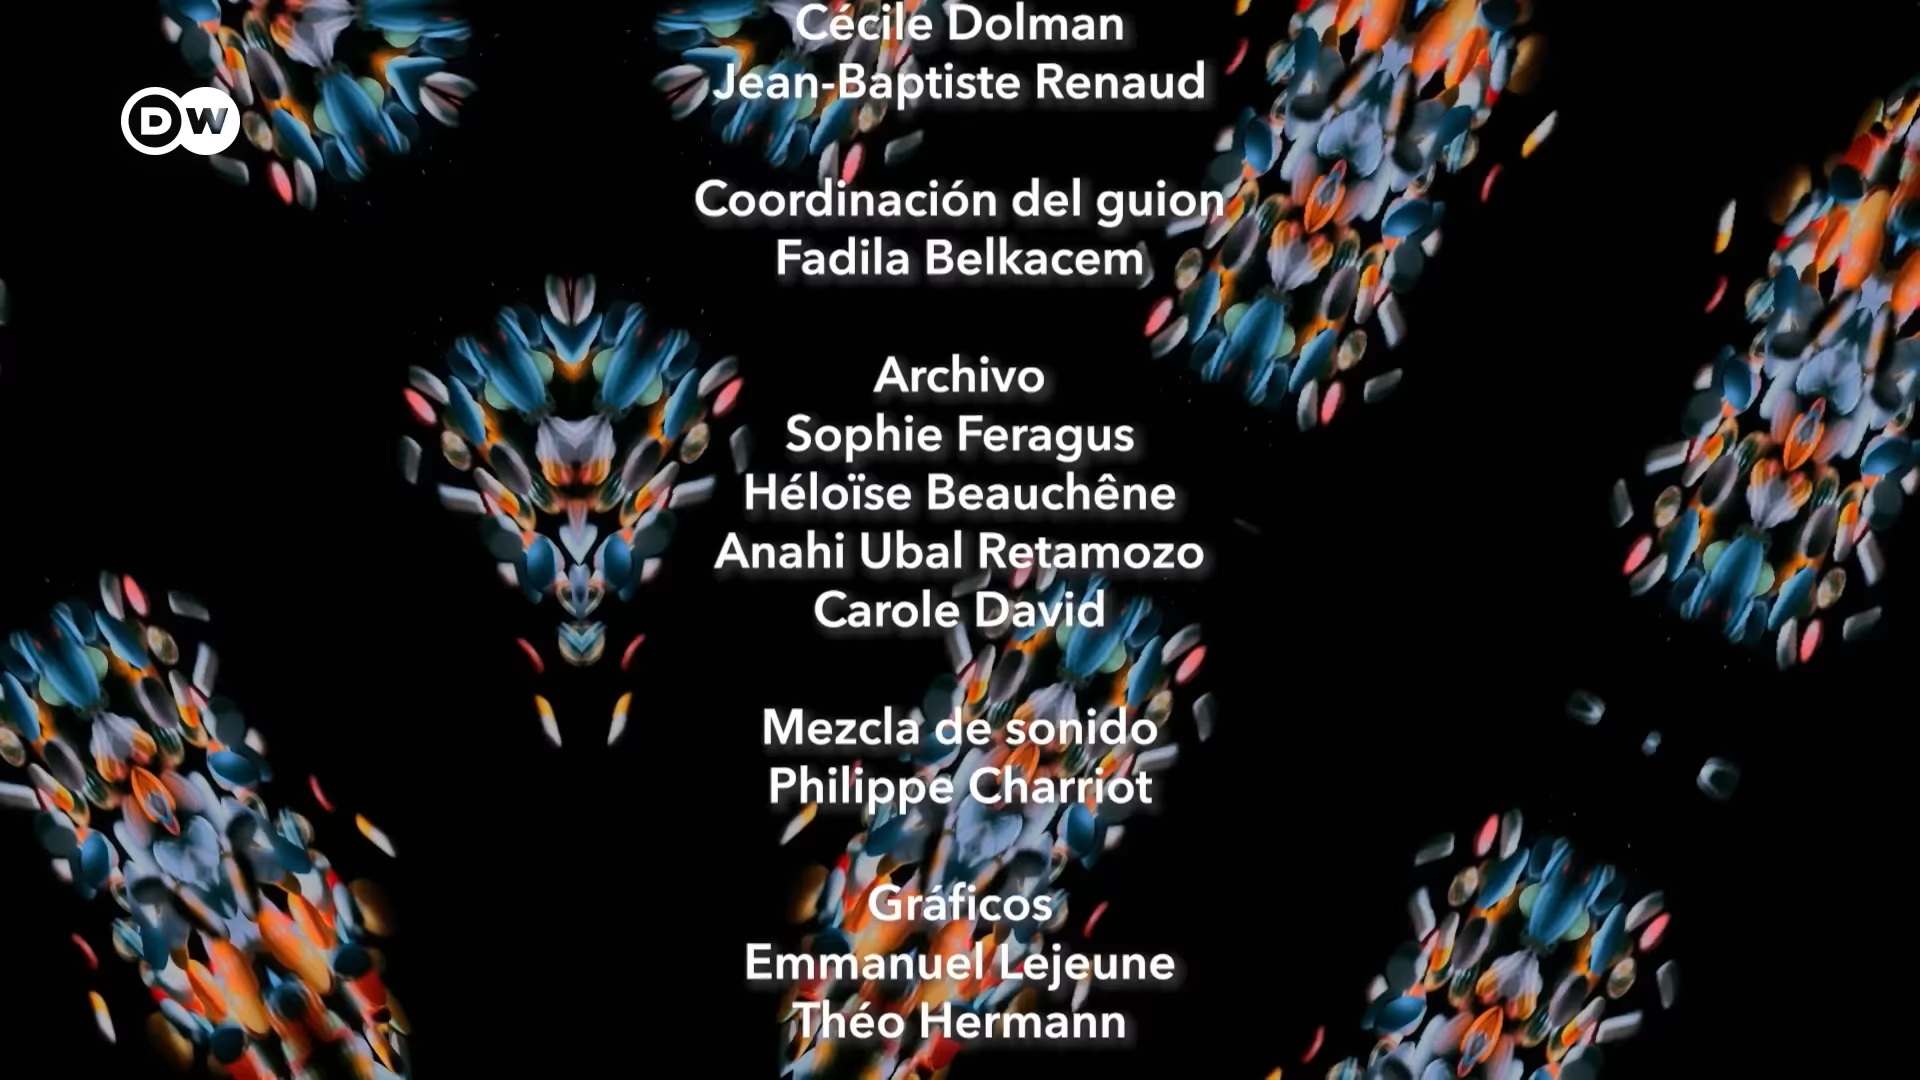 Cécile Dolman
Jean-Baptiste Renaud
DW
Coordinación del guion
Fadila Belkacem
Archivo
Sophie Feragus
Héloïse Beauchêne
Anahi Ubal Retamozo
Carole David
Mezcla de sonido
Philippe Charriot
Gráficos
Emmanuel Lejeune
Théo Hermann